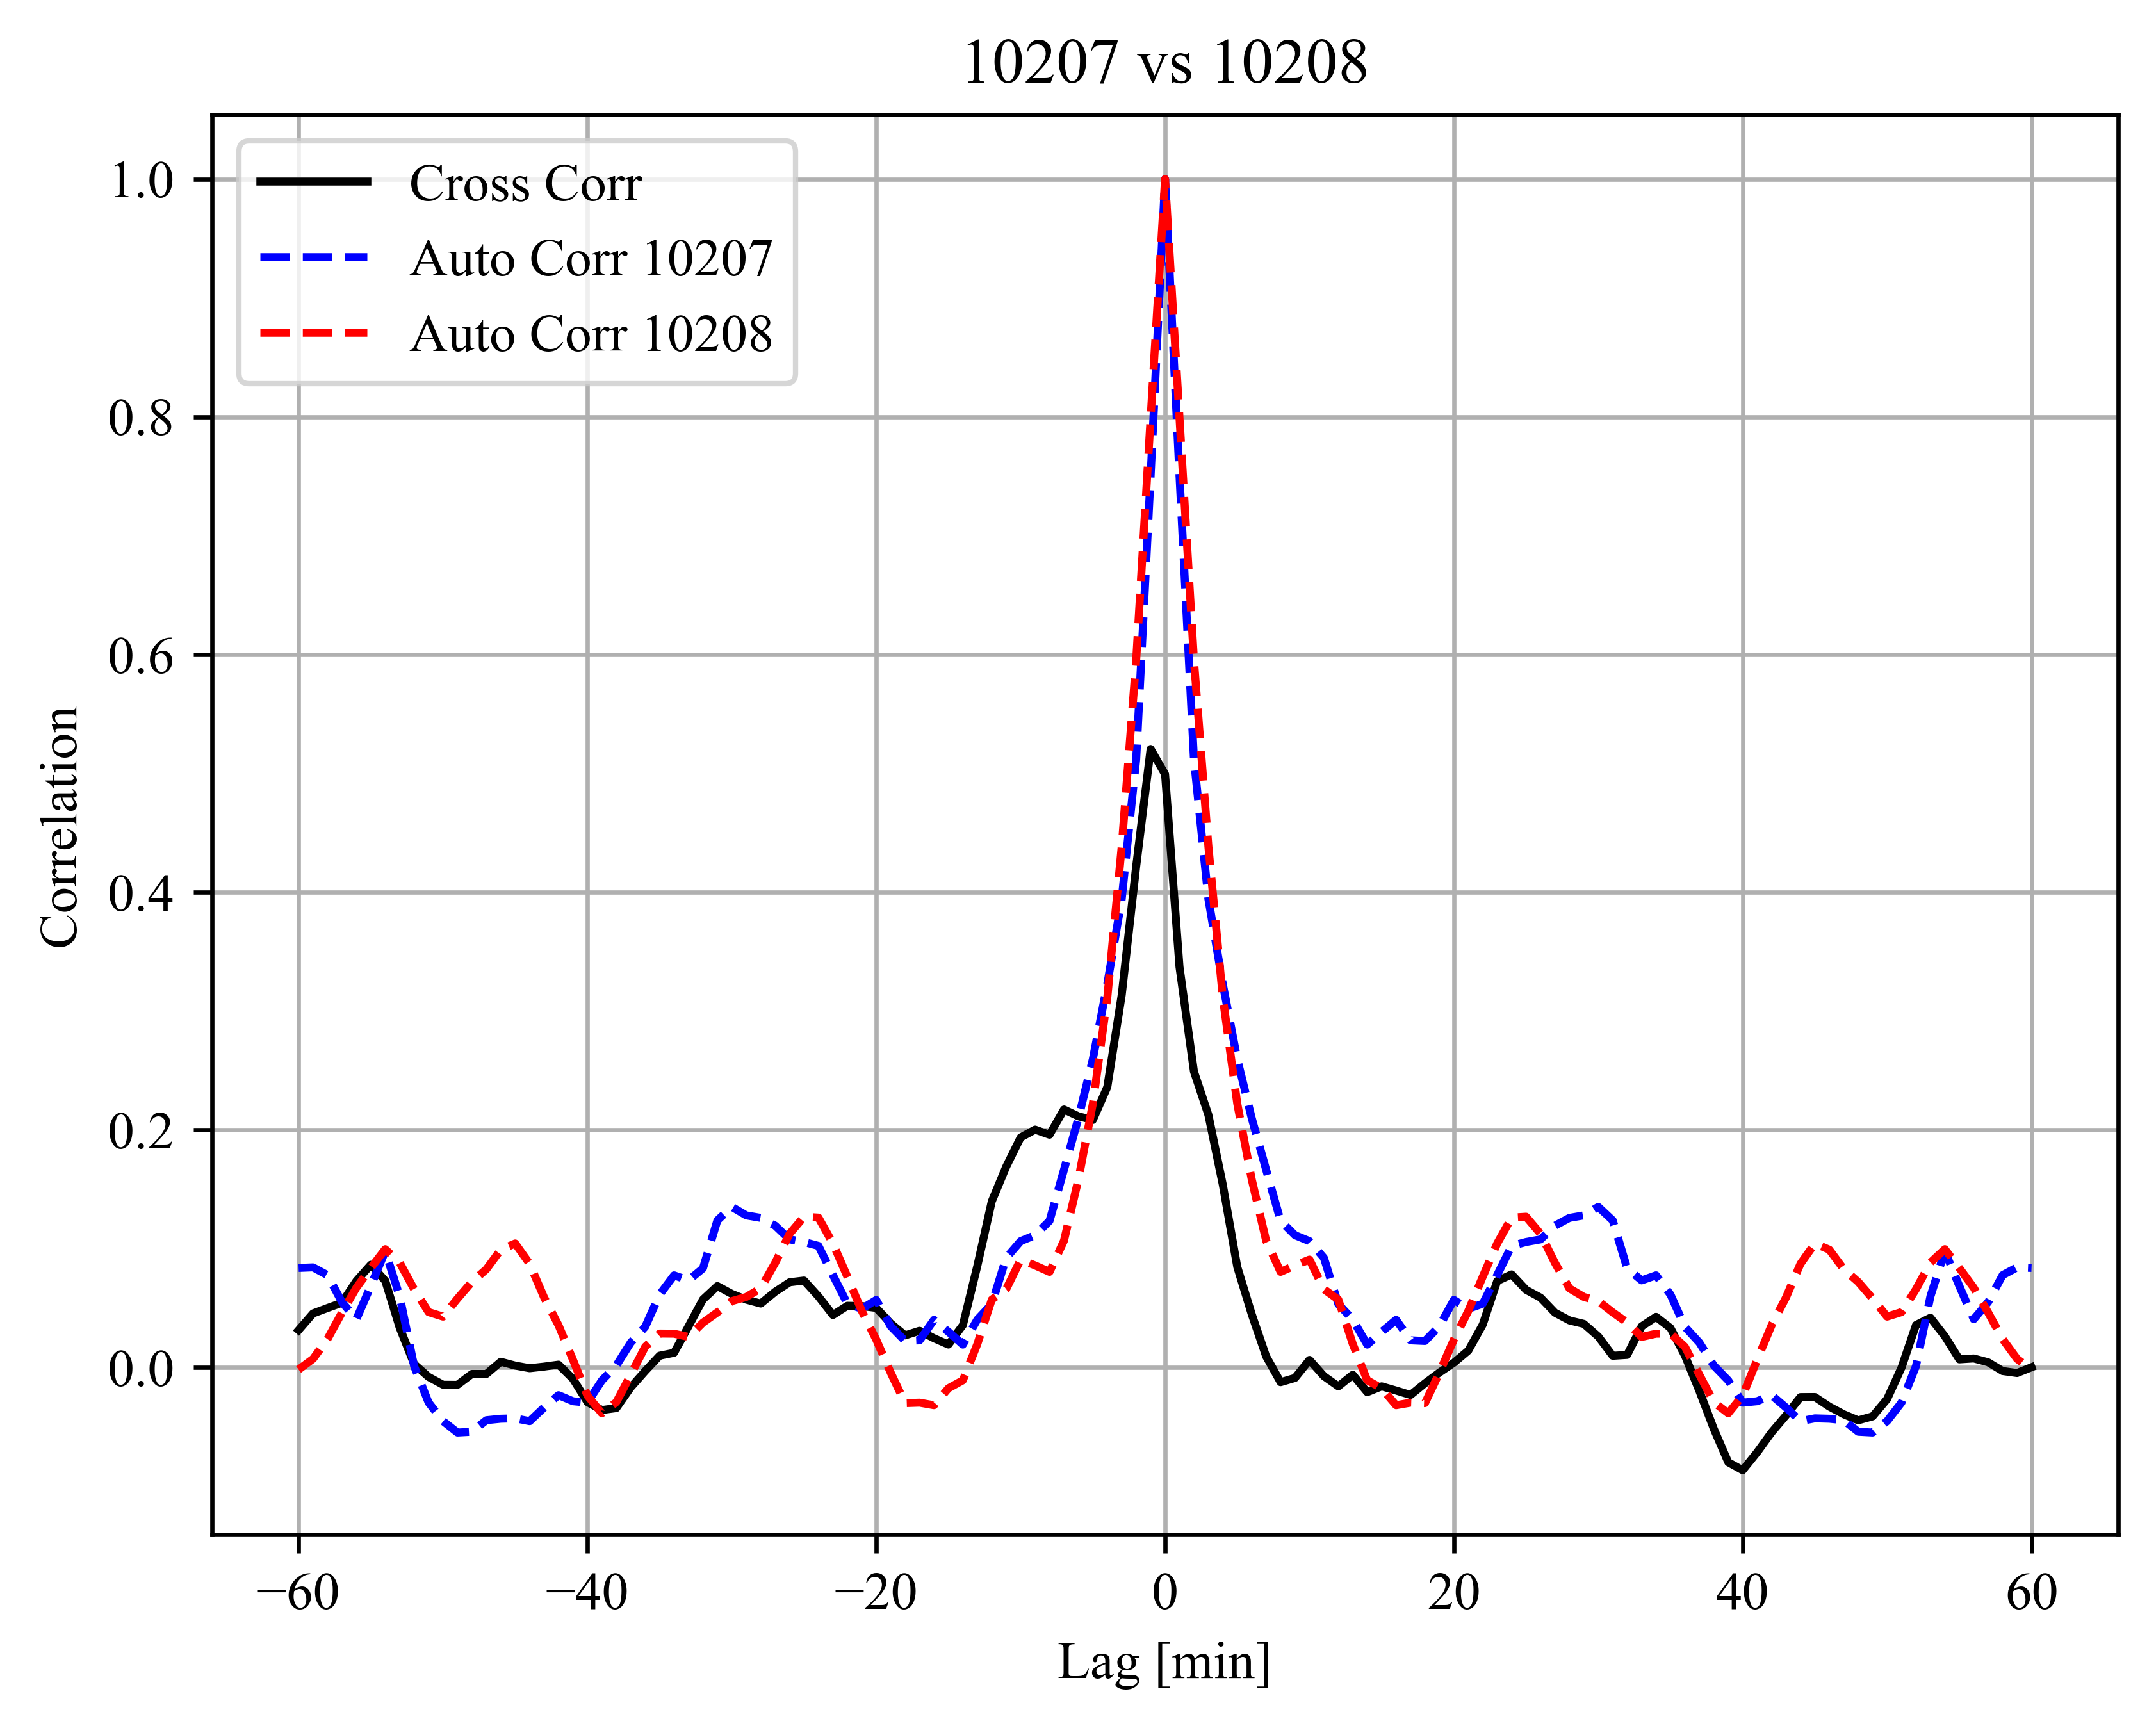 10207 vs 10208
Cross Corr
Auto Corr 10207
Auto Corr 10208
1.0
0.8
0.6
0.4
0.2
0.0
Correlation
−60 −40 −20 0 20 40 60
Lag [min]